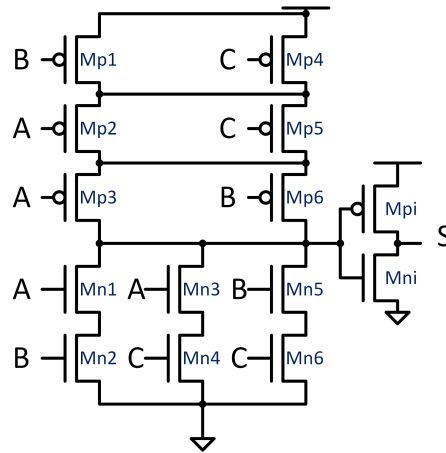 B Mp1 C Mp4
A Mp2 C Mp5
A Mp3 B Mp6 Mpi
S
A Mn1 A Mn3 B Mn5 Mni
B Mn2 C Mn4 C Mn6